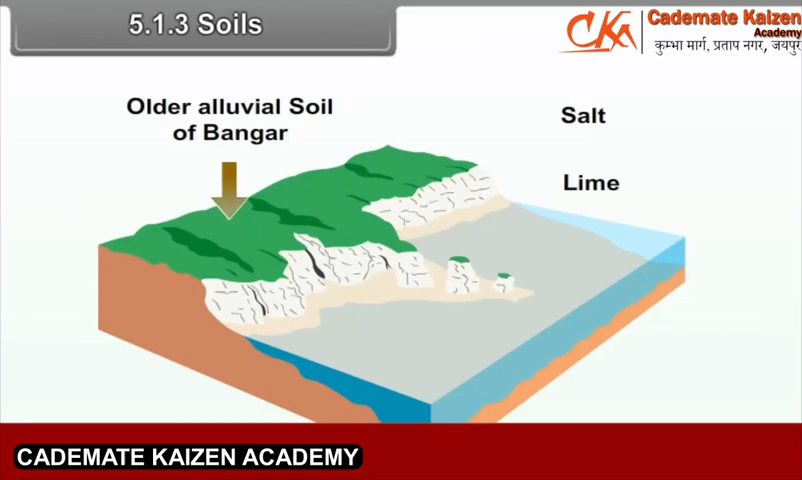 5.1.3 Soils
CKA
Cademate Kaizen
Academy
कुम्भा मार्ग, प्रताप नगर, जयपुर
Older alluvial Soil
of Bangar
Salt
Lime
CADEMATE KAIZEN ACADEMY